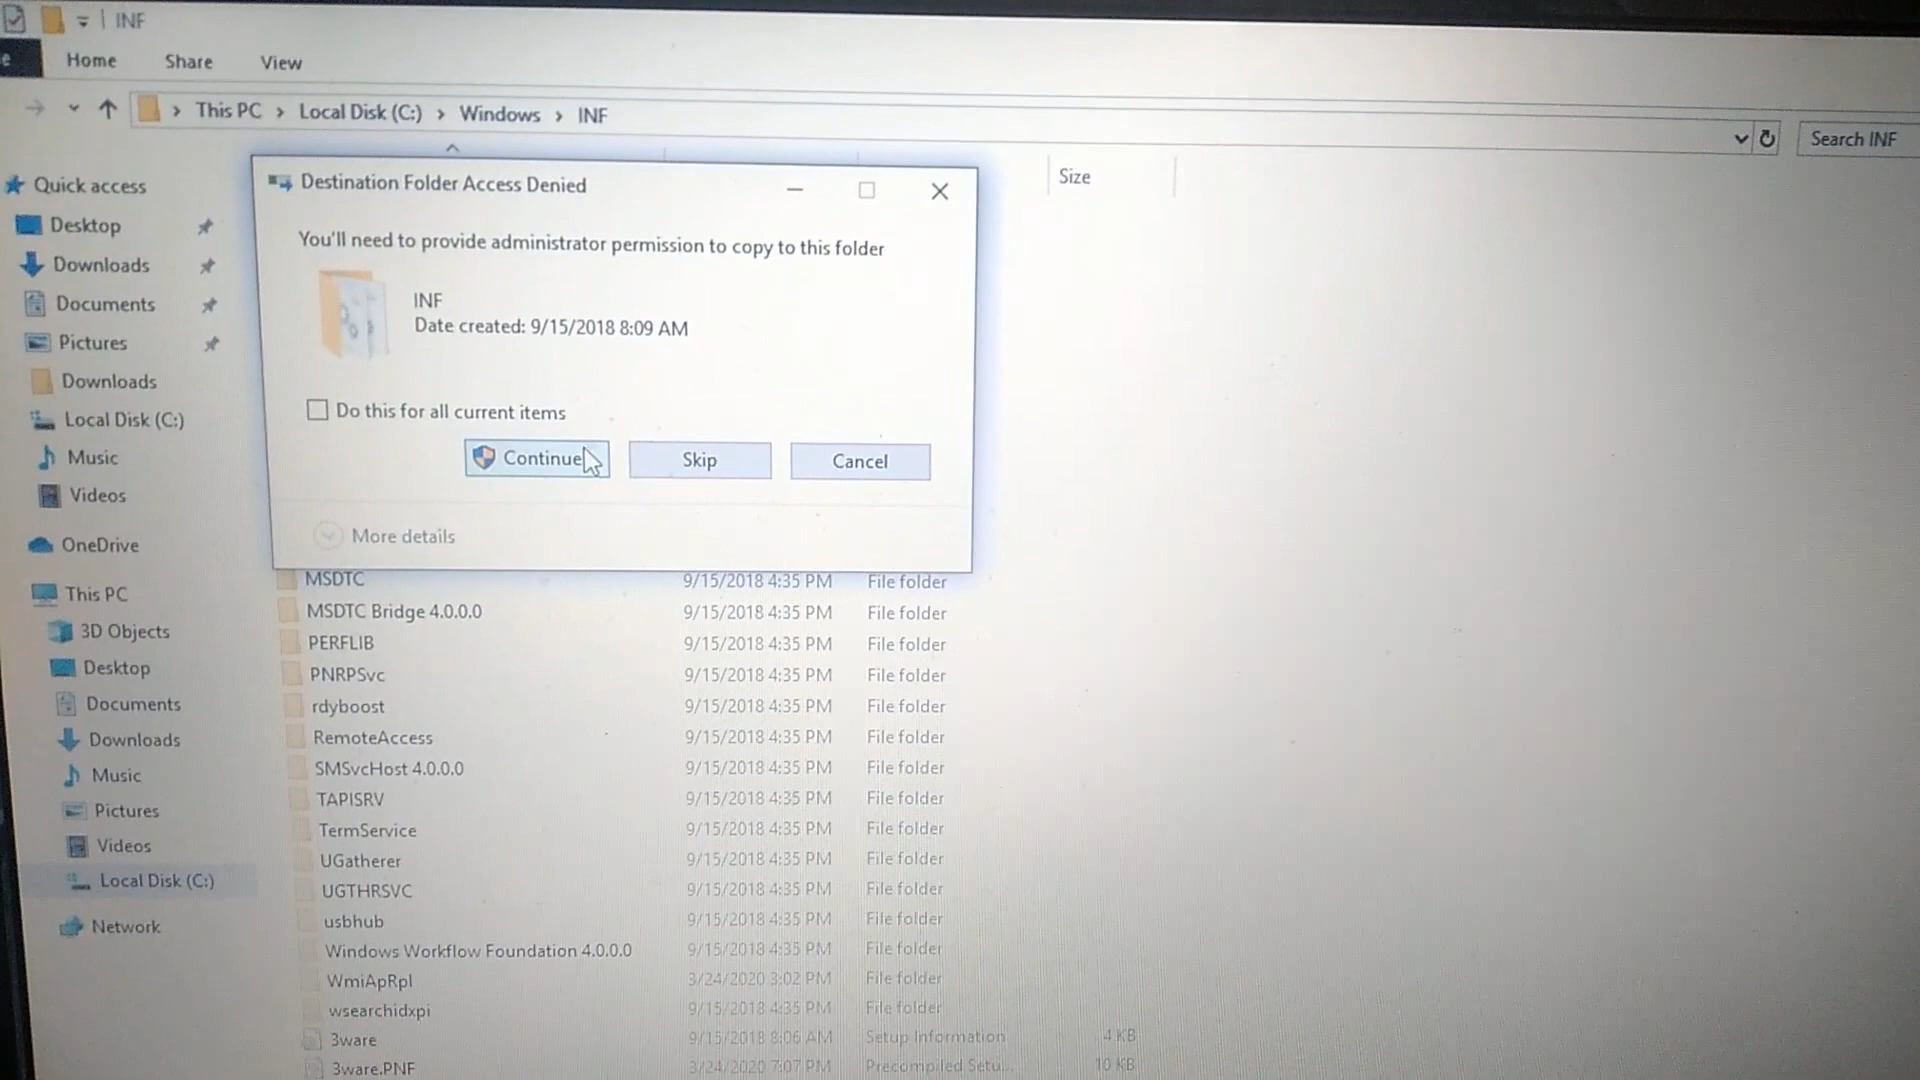 INF
Home Share View
This PC > Local Disk (C:) > Windows > INF
Search INF
Size
Quick access
Desktop
Downloads
Documents
Pictures
Downloads
Local Disk (C:)
Music
Videos
OneDrive
This PC
3D Objects
Desktop
Documents
Downloads
Music
Pictures
Videos
Local Disk (C:)
Network
Destination Folder Access Denied
You'll need to provide administrator permission to copy to this folder
INF
Date created: 9/15/2018 8:09 AM
Do this for all current items
Continue Skip Cancel
More details
MSDTC 9/15/2018 4:35 PM File folder
MSDTC Bridge 4.0.0.0 9/15/2018 4:35 PM File folder
PERFLIB 9/15/2018 4:35 PM File folder
PNRPSvc 9/15/2018 4:35 PM File folder
rdyboost 9/15/2018 4:35 PM File folder
RemoteAccess 9/15/2018 4:35 PM File folder
SMSvcHost 4.0.0.0 9/15/2018 4:35 PM File folder
TAPISRV 9/15/2018 4:35 PM File folder
TermService 9/15/2018 4:35 PM File folder
UGatherer 9/15/2018 4:35 PM File folder
UGTHRSVC 9/15/2018 4:35 PM File folder
usbhub 9/15/2018 4:35 PM File folder
Windows Workflow Foundation 4.0.0.0 9/15/2018 4:35 PM File folder
WmiApRpl 3/24/2020 3:02 PM File folder
wsearchidxpi 9/15/2018 4:35 PM File folder
3ware 9/15/2018 8:06 AM Setup Information 4 KB
3ware.PNF 3/24/2020 7:07 PM Precompiled Setu... 10 KB